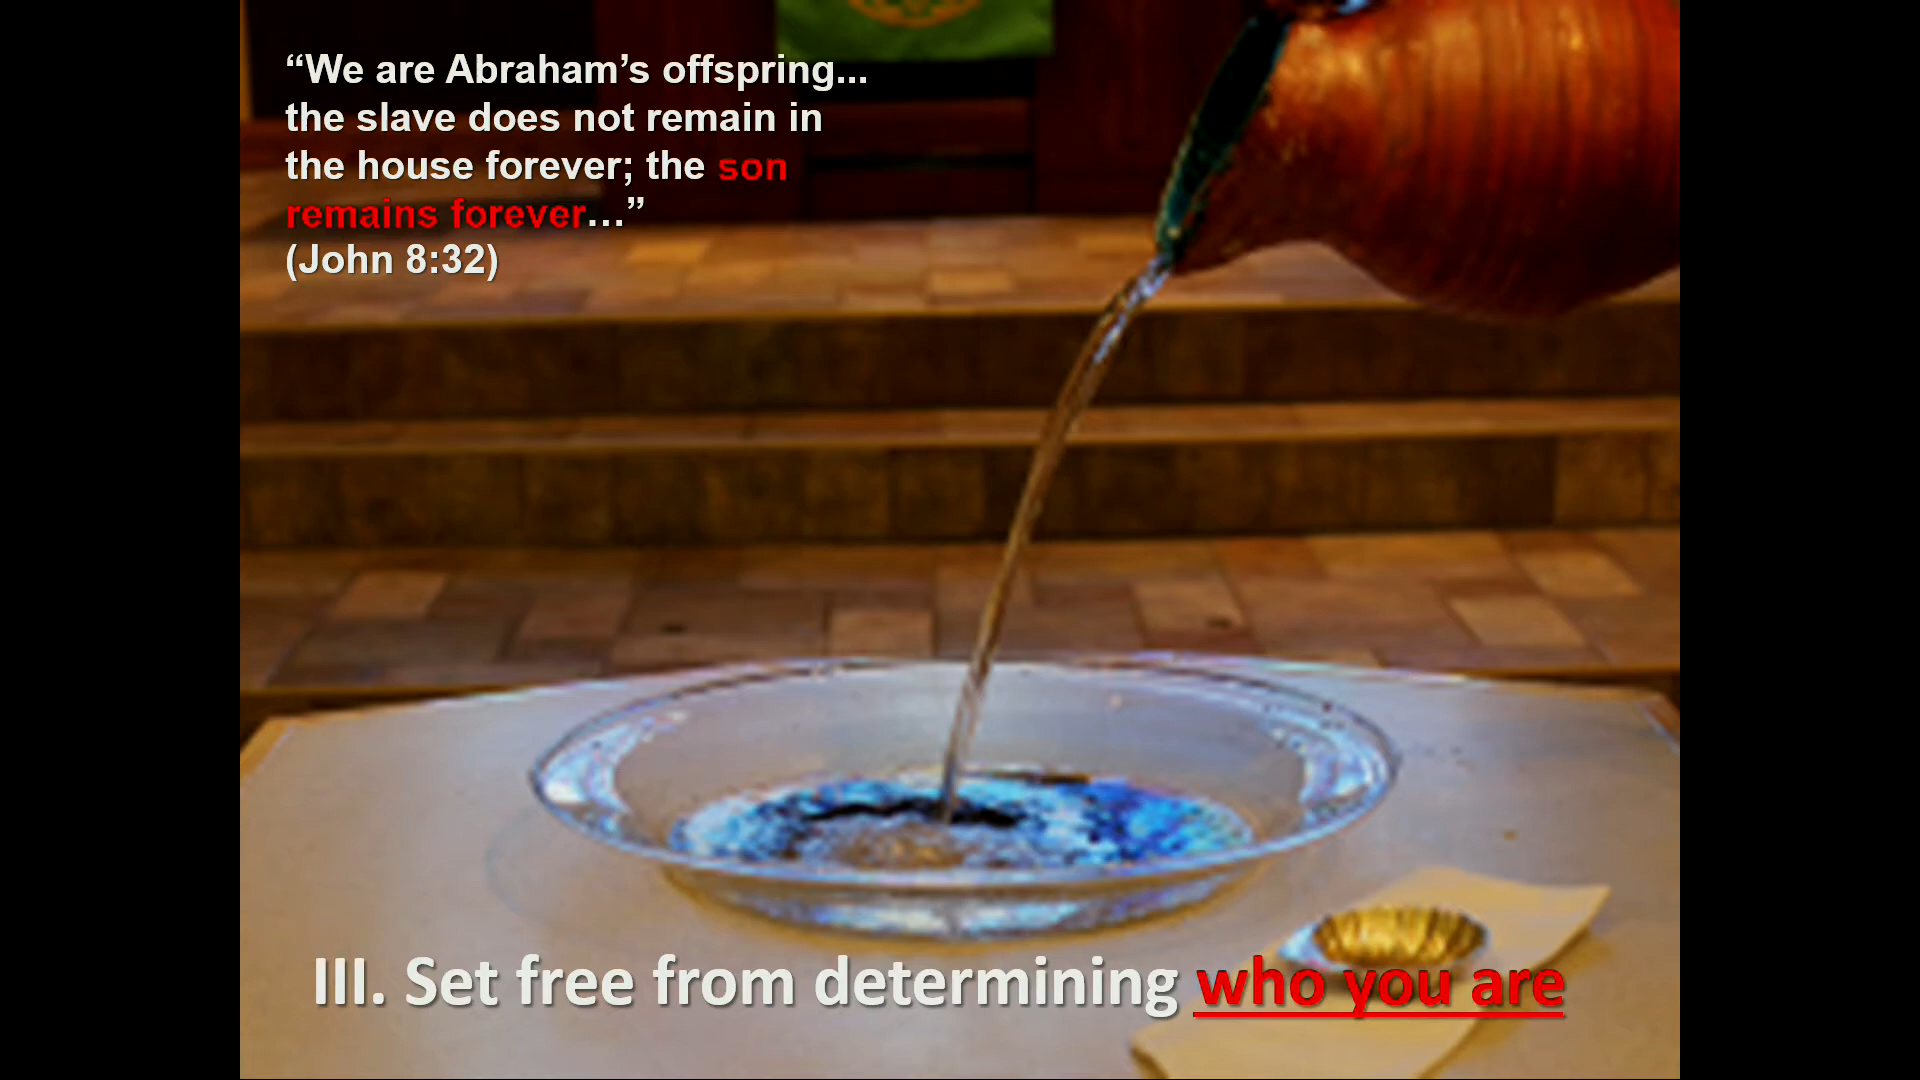 “We are Abraham’s offspring...
the slave does not remain in
the house forever; the son
remains forever…”
(John 8:32)
III. Set free from determining who you are